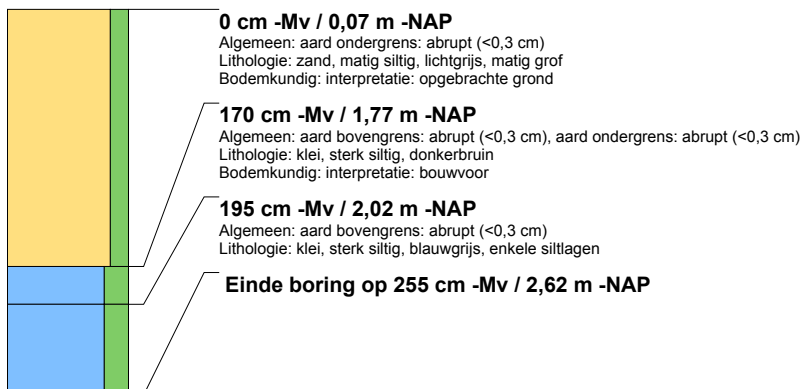 0 cm -Mv / 0,07 m -NAP
Algemeen: aard ondergrens: abrupt (<0,3 cm)
Lithologie: zand, matig siltig, lichtgrijs, matig grof
Bodemkundig: interpretatie: opgebrachte grond
170 cm -Mv / 1,77 m -NAP
Algemeen: aard bovengrens: abrupt (<0,3 cm), aard ondergrens: abrupt (<0,3 cm)
Lithologie: klei, sterk siltig, donkerbruin
Bodemkundig: interpretatie: bouwvoor
195 cm -Mv / 2,02 m -NAP
Algemeen: aard bovengrens: abrupt (<0,3 cm)
Lithologie: klei, sterk siltig, blauwgrijs, enkele siltlagen
Einde boring op 255 cm -Mv / 2,62 m -NAP